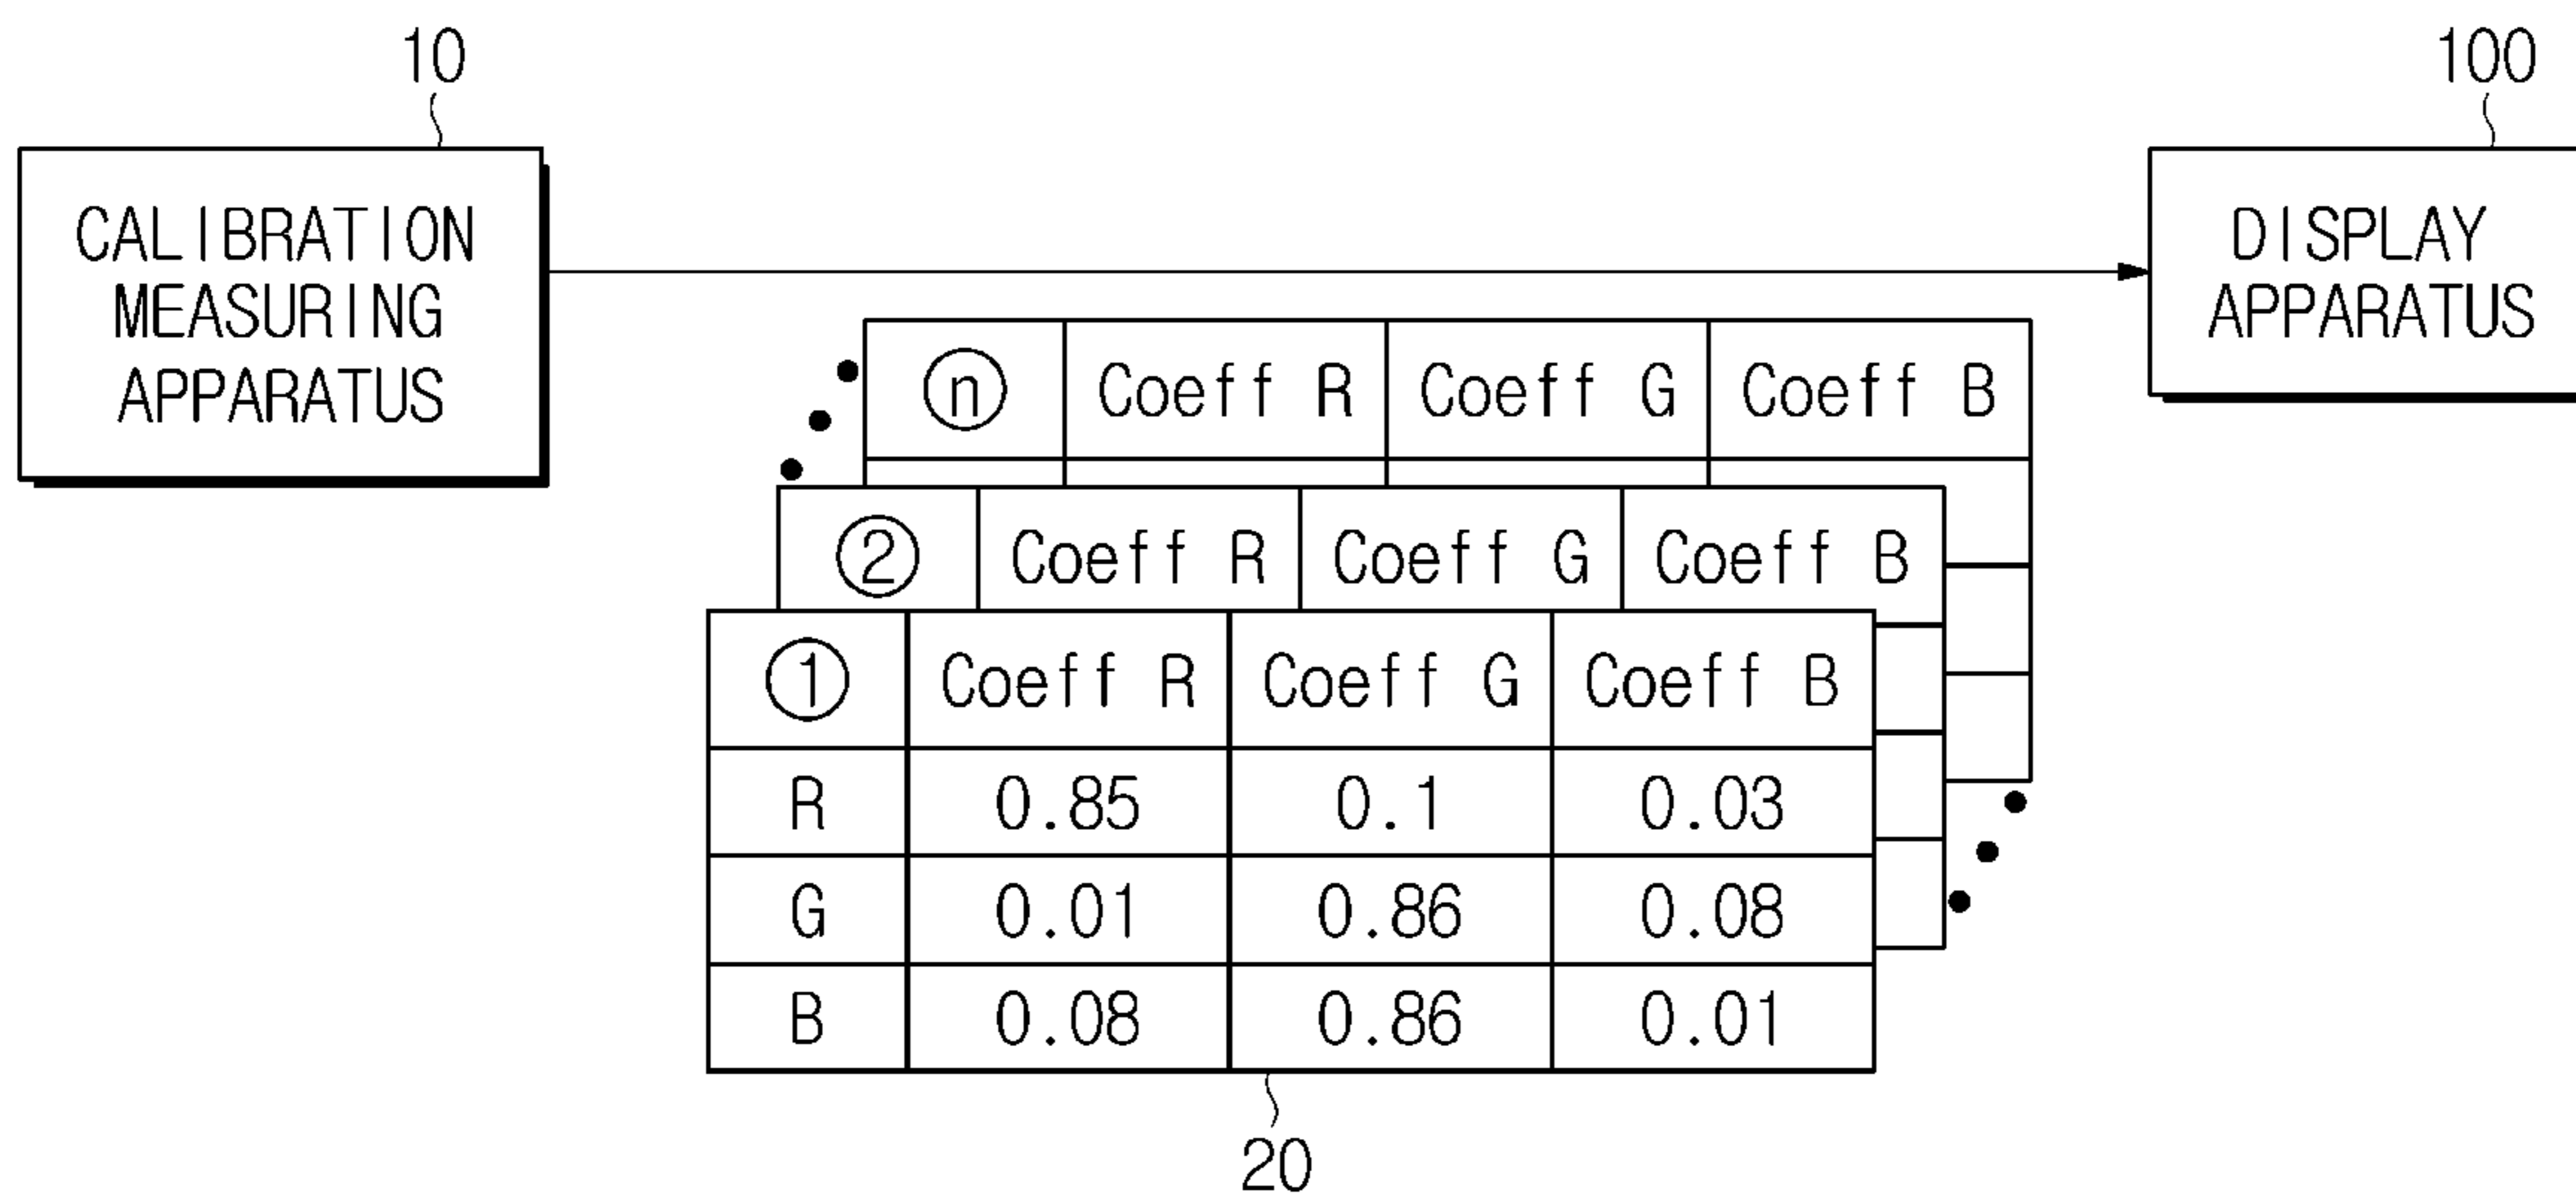 10
100
CALIBRATION
MEASURING
APPARATUS
DISPLAY
APPARATUS
ⓝ Coeff R Coeff G Coeff B
② Coeff R Coeff G Coeff B
① Coeff R Coeff G Coeff B
R 0.85 0.1 0.03
G 0.01 0.86 0.08
B 0.08 0.86 0.01
20